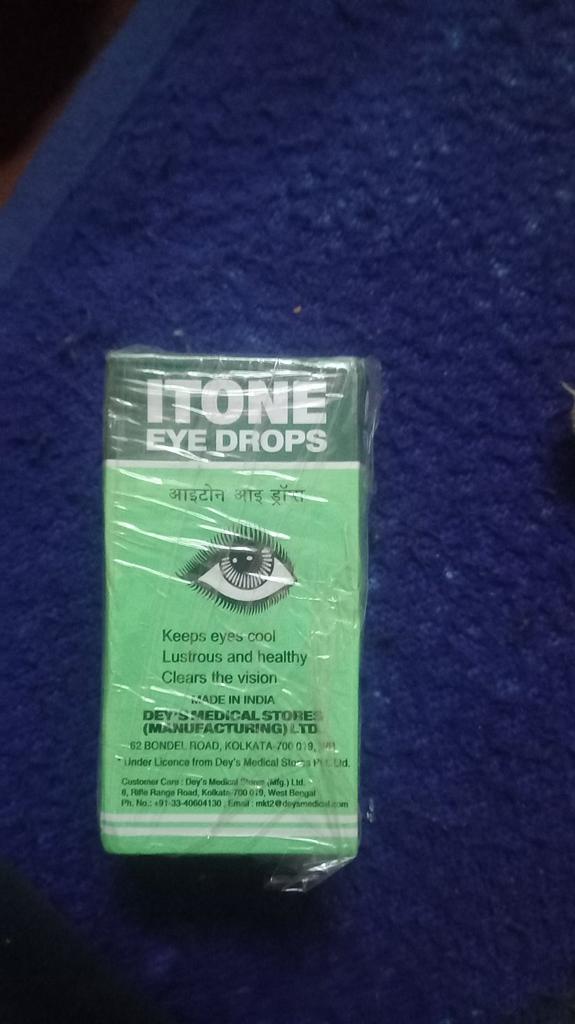 ITONE
EYE DROPS
आइटोन आइ ड्रॉप्स
Keeps eyes cool
Lustrous and healthy
Clears the vision
MADE IN INDIA
DEY'S MEDICAL STORES
(MANUFACTURING) LTD.
62 BONDEL ROAD, KOLKATA-700 019,
* Under Licence from Dey's Medical Stores Pvt. Ltd.
Customer Care : Dey's Medical Stores (Mfg.) Ltd.
6, Rifle Range Road, Kolkata-700 019, West Bengal
Ph. No.: +91-33-40604130, Email : mkt2@deysmedical.com